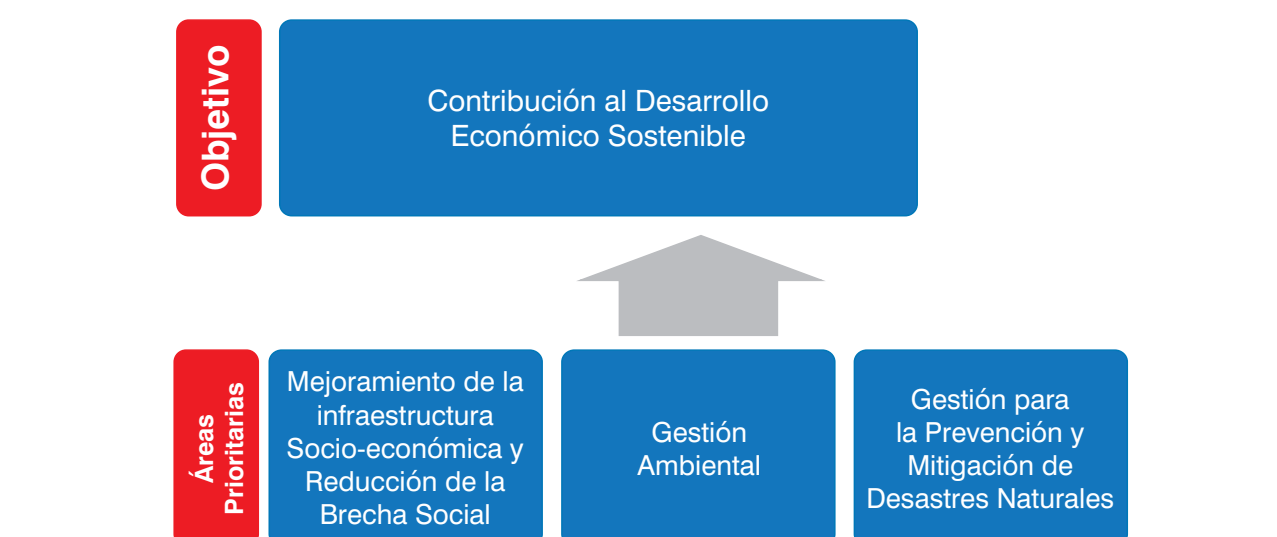 Objetivo
Contribución al Desarrollo
Económico Sostenible
Áreas
Prioritarias
Mejoramiento de la
infraestructura
Socio-económica y
Reducción de la
Brecha Social
Gestión
Ambiental
Gestión para
la Prevención y
Mitigación de
Desastres Naturales